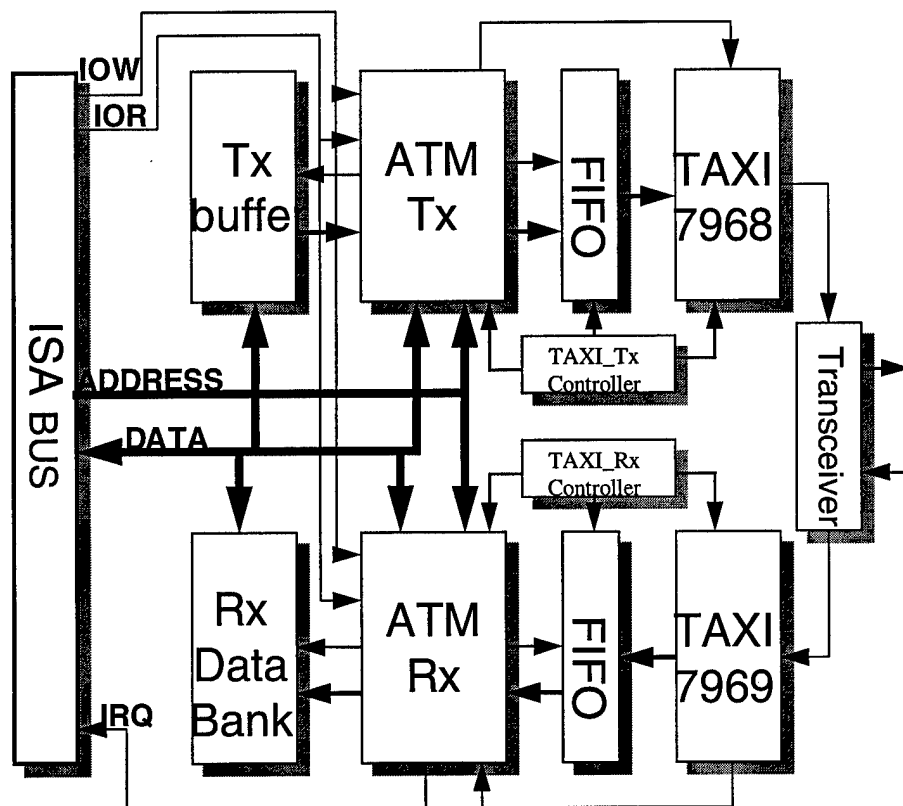 IOW
IOR
ISA BUS
Tx
buffe
ATM
Tx
FIFO
TAXI
7968
TAXI_Tx
Controller
ADDRESS
DATA
Transceiver
TAXI_Rx
Controller
Rx
Data
Bank
ATM
Rx
FIFO
TAXI
7969
IRQ